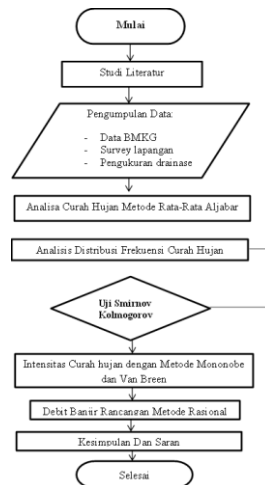 Mulai
Studi Literatur
Pengumpulan Data:
- Data BMKG
- Survey lapangan
- Pengukuran drainase
Analisa Curah Hujan Metode Rata-Rata Aljabar
Analisis Distribusi Frekuensi Curah Hujan
Uji Smirnov
Kolmogorov
Intensitas Curah hujan dengan Metode Mononobe
dan Van Breen
Debit Banjir Rancangan Metode Rasional
Kesimpulan Dan Saran
Selesai